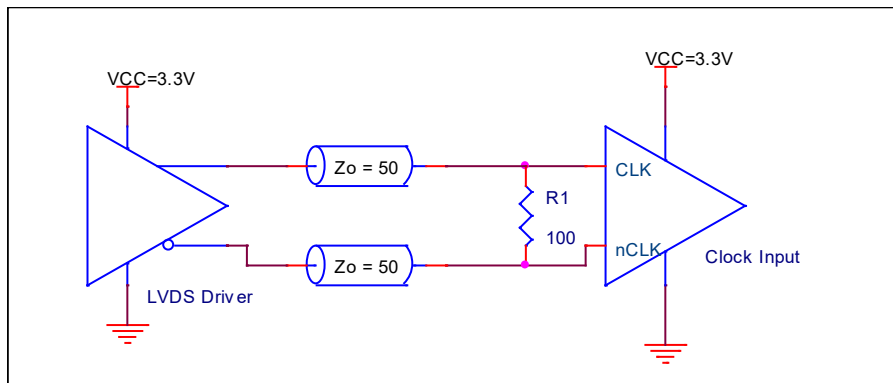 VCC=3.3V
VCC=3.3V
Zo = 50
CLK
R1
100
nCLK
Zo = 50
Clock Input
LVDS Driver